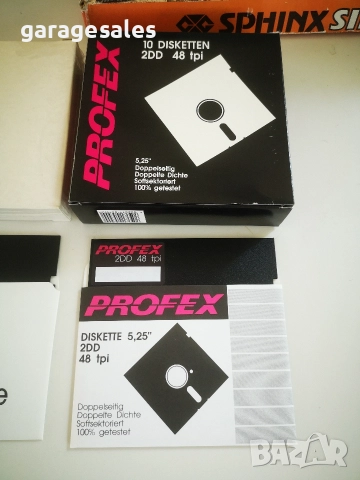 garagesales
SPHINX
10 DISKETTEN
2DD 48 tpi
PROFEX
5,25"
Doppelseitig
Doppelte Dichte
Softsektoriert
100% getestet
PROFEX
2DD 48 tpi
PROFEX
DISKETTE 5,25"
2DD
48 tpi
Doppelseitig
Doppelte Dichte
Softsektoriert
100% getestet
e
BAZAR